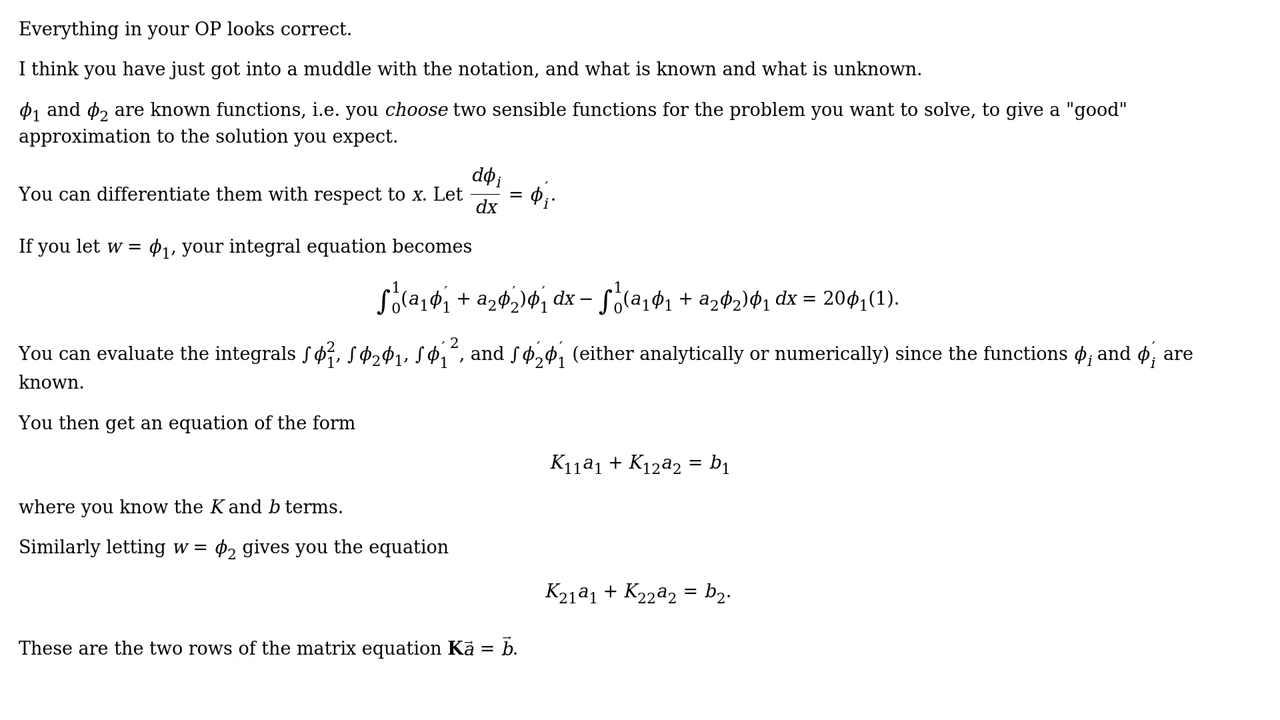 Everything in your OP looks correct.
I think you have just got into a muddle with the notation, and what is known and what is unknown.
ϕ₁ and ϕ₂ are known functions, i.e. you choose two sensible functions for the problem you want to solve, to give a "good"
approximation to the solution you expect.
You can differentiate them with respect to x. Let dϕᵢ/dx = ϕᵢ′.
If you let w = ϕ₁, your integral equation becomes
∫₀¹(a₁ϕ₁′ + a₂ϕ₂′)ϕ₁′ dx − ∫₀¹(a₁ϕ₁ + a₂ϕ₂)ϕ₁ dx = 20ϕ₁(1).
You can evaluate the integrals ∫ϕ₁², ∫ϕ₂ϕ₁, ∫ϕ₁′², and ∫ϕ₂′ϕ₁′ (either analytically or numerically) since the functions ϕᵢ and ϕᵢ′ are
known.
You then get an equation of the form
K₁₁a₁ + K₁₂a₂ = b₁
where you know the K and b terms.
Similarly letting w = ϕ₂ gives you the equation
K₂₁a₁ + K₂₂a₂ = b₂.
These are the two rows of the matrix equation Ka⃗ = b⃗.